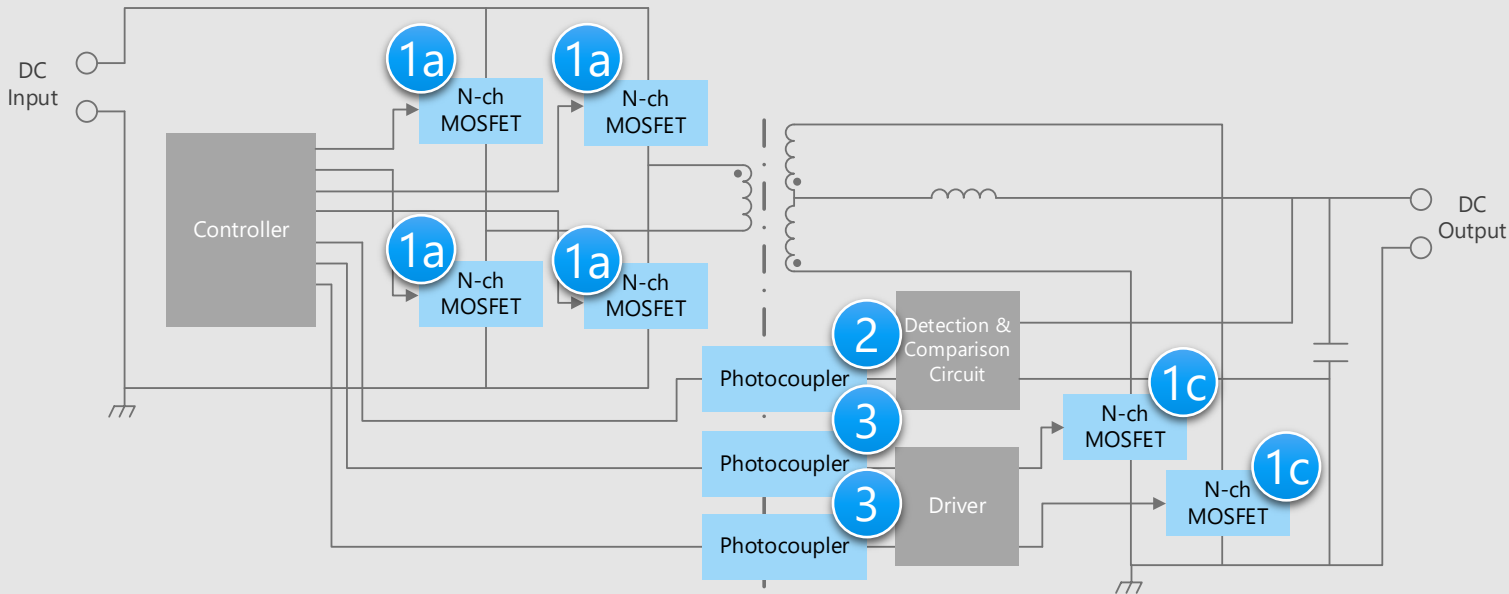 DC
Input
1a
N-ch
MOSFET
1a
N-ch
MOSFET
Controller
1a
N-ch
MOSFET
1a
N-ch
MOSFET
DC
Output
2
Detection &
Comparison
Circuit
Photocoupler
1c
N-ch
MOSFET
3
Photocoupler
1c
N-ch
MOSFET
3
Driver
Photocoupler